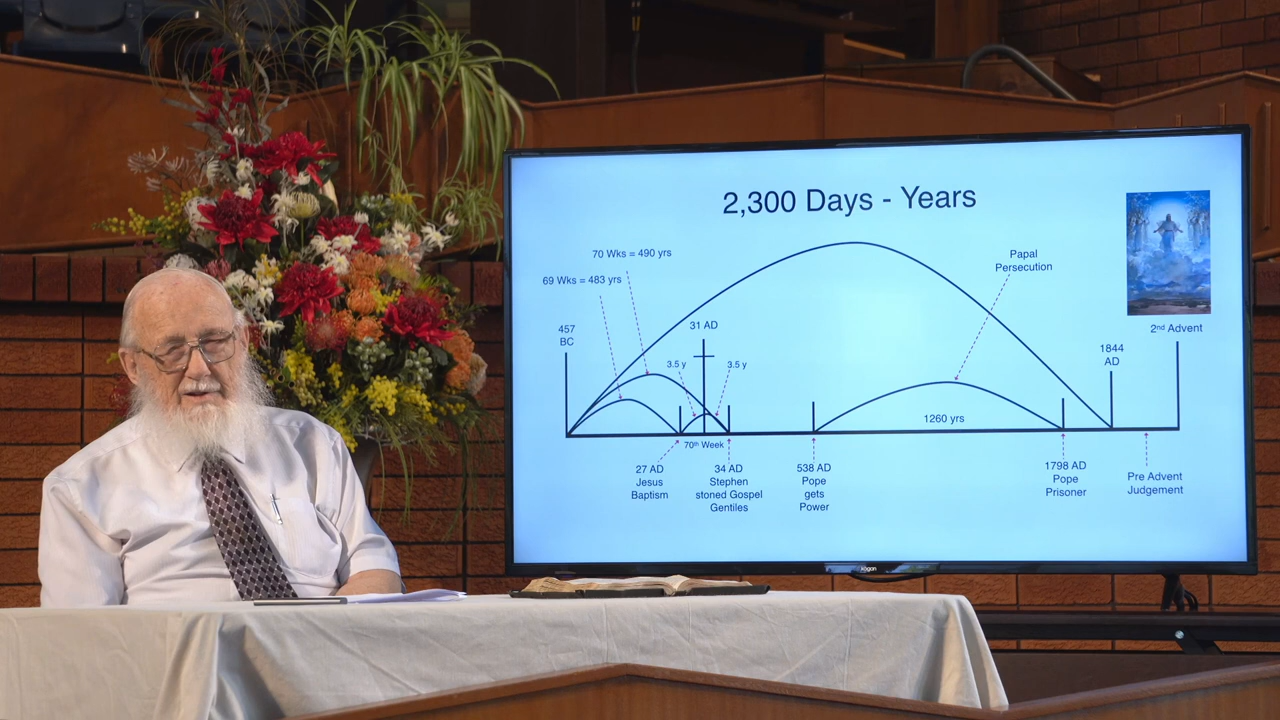 2,300 Days - Years
70 Wks = 490 yrs
69 Wks = 483 yrs
Papal
Persecution
457
BC
31 AD
3.5 y
3.5 y
2nd Advent
1844
AD
1260 yrs
70th Week
27 AD
Jesus
Baptism
34 AD
Stephen
stoned Gospel
Gentiles
538 AD
Pope
gets
Power
1798 AD
Pope
Prisoner
Pre Advent
Judgement
kogan